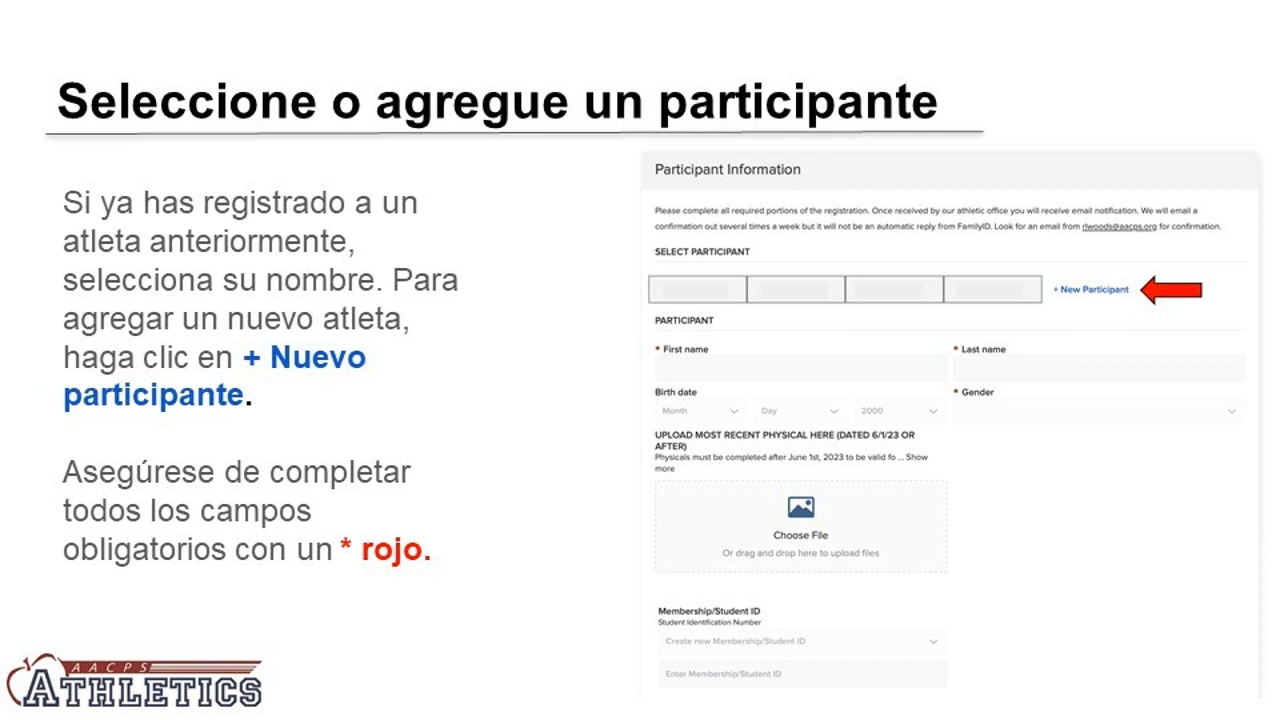 Seleccione o agregue un participante
Si ya has registrado a un
atleta anteriormente,
selecciona su nombre. Para
agregar un nuevo atleta,
haga clic en + Nuevo
participante.
Asegúrese de completar
todos los campos
obligatorios con un * rojo.
AACPS
ATHLETICS
Participant Information
Please complete all required portions of the registration. Once received by our athletic office you will receive email notification. We will email a
confirmation out several times a week but it will not be an automatic reply from FamilyID. Look for an email from rlwoods@aacps.org for confirmation.
SELECT PARTICIPANT
+ New Participant
PARTICIPANT
* First name * Last name
Birth date * Gender
Month Day 2000
UPLOAD MOST RECENT PHYSICAL HERE (DATED 6/1/23 OR
AFTER)
Physicals must be completed after June 1st, 2023 to be valid fo ... Show
more
Choose File
Or drag and drop here to upload files
Membership/Student ID
Student Identification Number
Create new Membership/Student ID
Enter Membership/Student ID